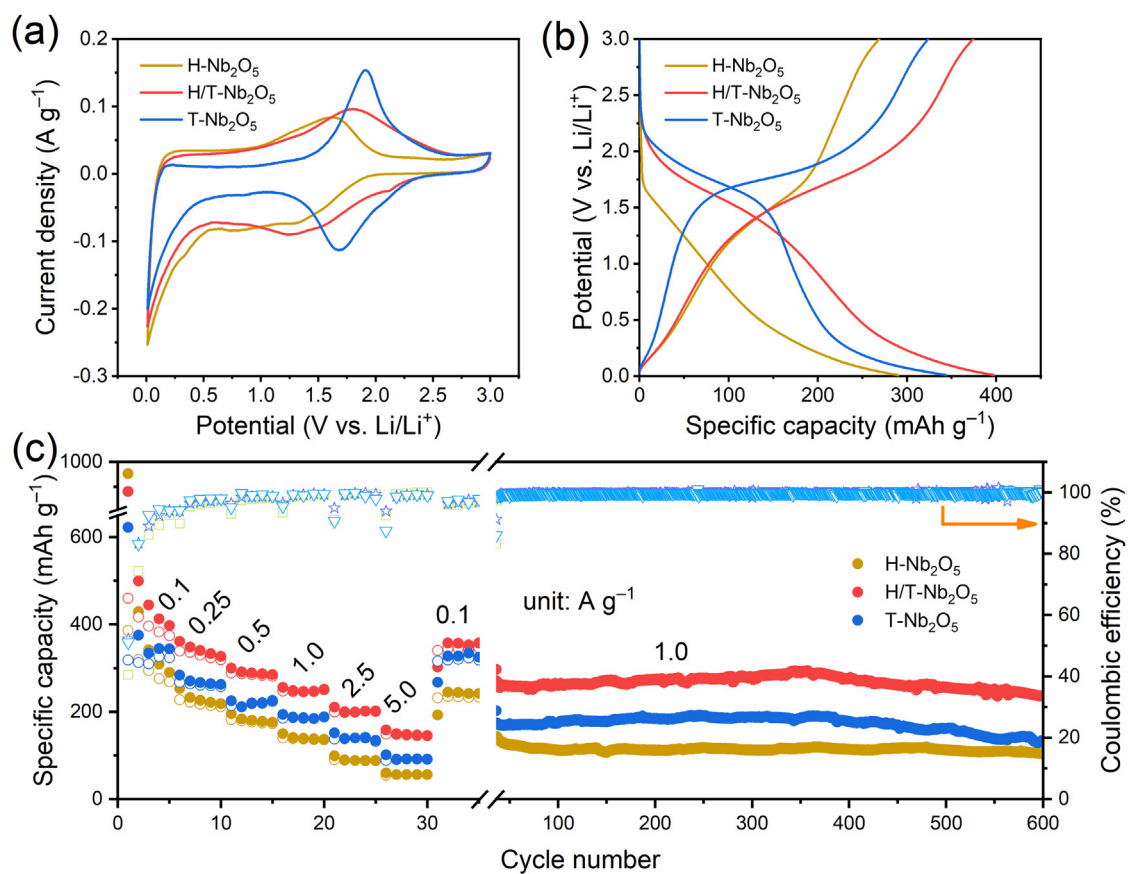 (a)
0.2
0.1
0.0
-0.1
-0.2
-0.3
Current density (A g⁻¹)
H-Nb₂O₅
H/T-Nb₂O₅
T-Nb₂O₅
0.0 0.5 1.0 1.5 2.0 2.5 3.0
Potential (V vs. Li/Li⁺)
(b)
3.0
2.5
2.0
1.5
1.0
0.5
0.0
Potential (V vs. Li/Li⁺)
H-Nb₂O₅
H/T-Nb₂O₅
T-Nb₂O₅
0 100 200 300 400
Specific capacity (mAh g⁻¹)
(c)
1000
600
400
200
0
Specific capacity (mAh g⁻¹)
0.1
0.25
0.5
1.0
2.5
5.0
0.1
unit: A g⁻¹
1.0
H-Nb₂O₅
H/T-Nb₂O₅
T-Nb₂O₅
100
80
60
40
20
0
Coulombic efficiency (%)
0 10 20 30 100 200 300 400 500 600
Cycle number